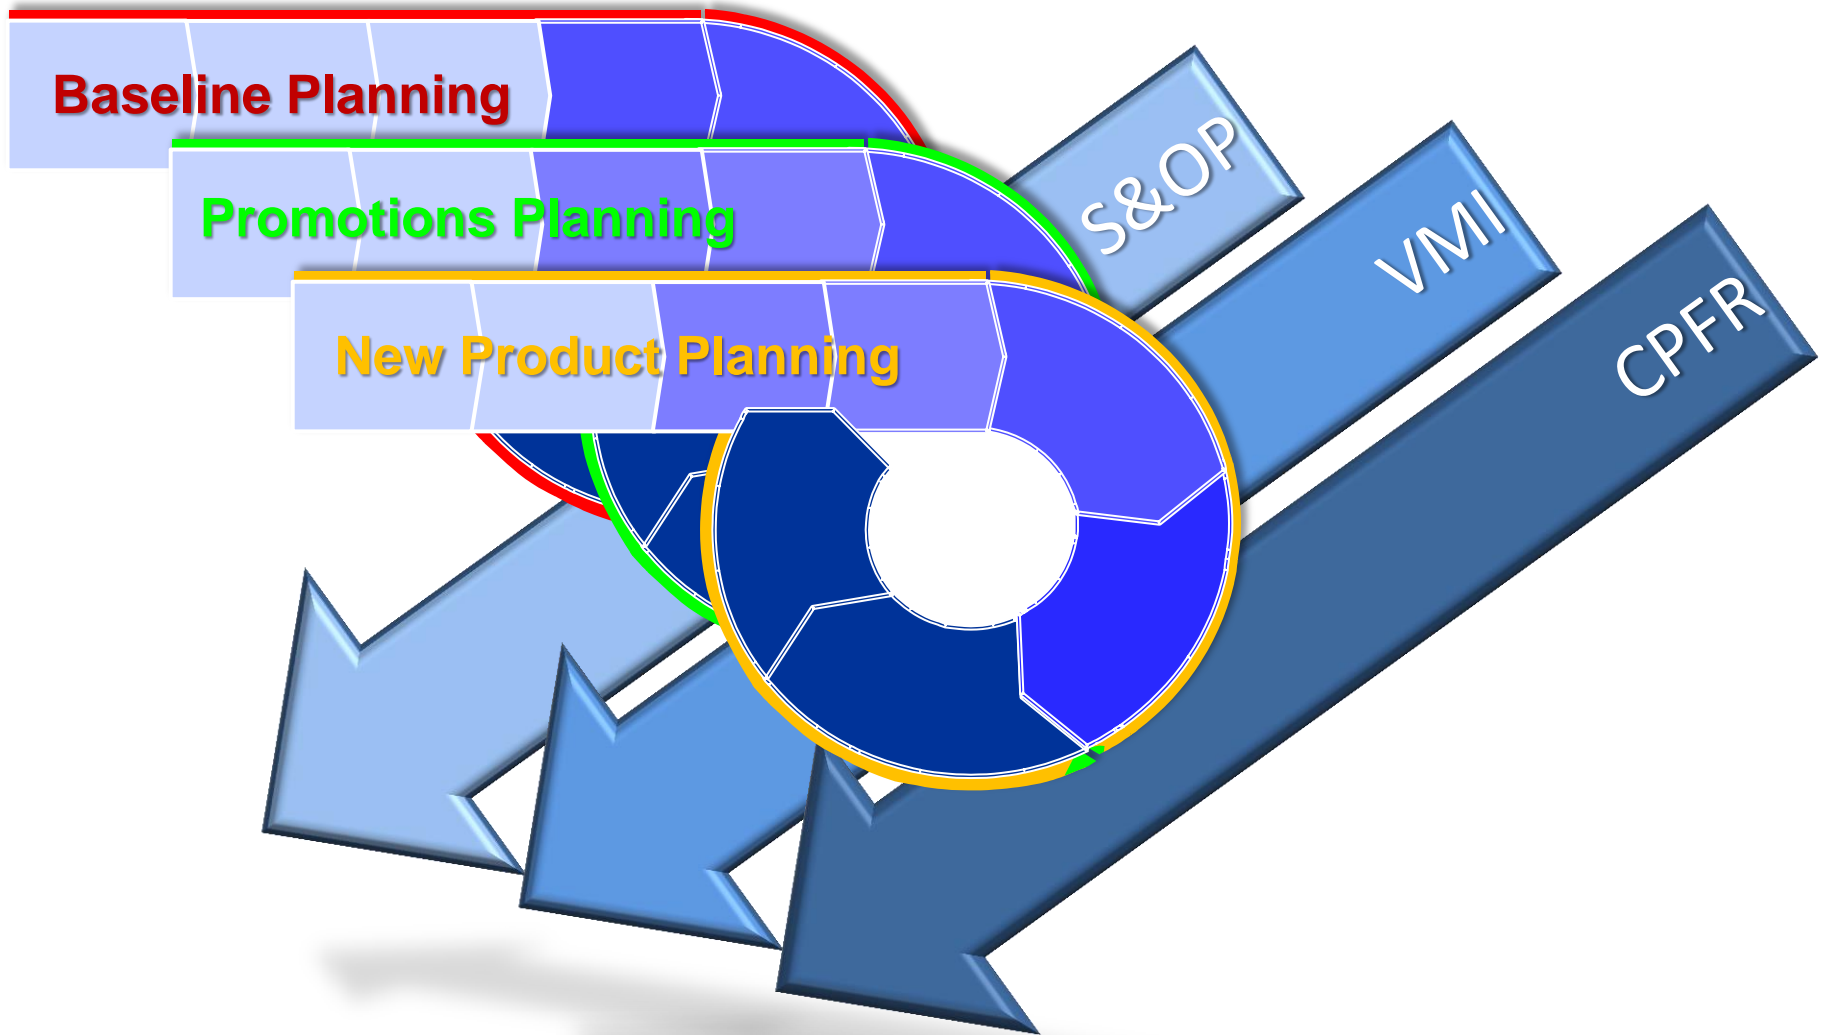 Baseline Planning
Promotions Planning
New Product Planning
S&OP
VMI
CPFR